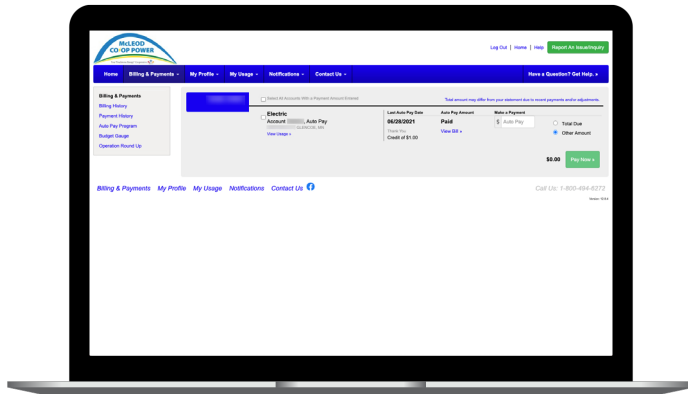 McLEOD
CO-OP POWER
Log Out | Home | Help Report An Issue/Inquiry
Home Billing & Payments My Profile My Usage Notifications Contact Us Have a Question? Get Help. »
Billing & Payments
Billing History
Payment History
Auto Pay Program
Budget Gauge
Operation Round Up
Select All Accounts With a Payment Amount Entered
Total amount may differ from your statement due to recent payments and/or adjustments.
Electric
Account , Auto Pay
GLENCOE, MN
View Usage »
Last Auto Pay Date
06/28/2021
Thank You
Credit of $1.00
Auto Pay Amount
Paid
View Bill »
Make a Payment
$ Auto Pay
Total Due
Other Amount
$0.00 Pay Now »
Billing & Payments My Profile My Usage Notifications Contact Us
Call Us: 1-800-494-6272